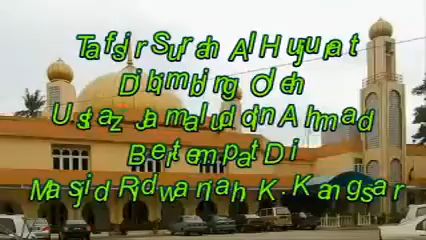 Tafsir Surah Al Hujurat
Dibimbing Oleh
Ustaz Jamaluddin Ahmad
Bertempat Di
Masjid Ridwaniah K.Kangsar